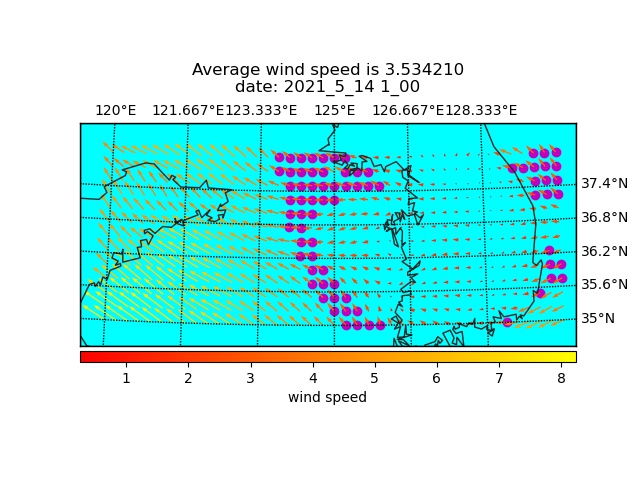 Average wind speed is 3.534210
date: 2021_5_14 1_00
120°E 121.667°E 123.333°E 125°E 126.667°E 128.333°E
37.4°N
36.8°N
36.2°N
35.6°N
35°N
1 2 3 4 5 6 7 8
wind speed